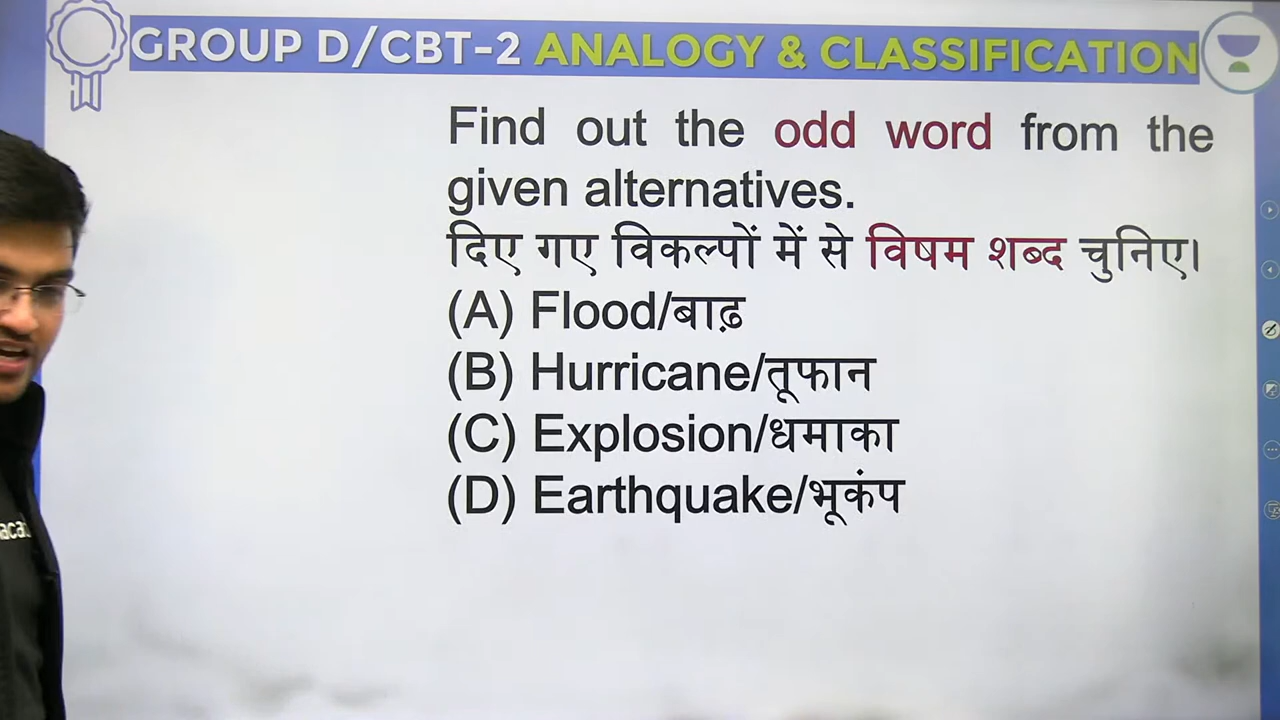 GROUP D/CBT-2 ANALOGY & CLASSIFICATION
Find out the odd word from the
given alternatives.
दिए गए विकल्पों में से विषम शब्द चुनिए।
(A) Flood/बाढ़
(B) Hurricane/तूफान
(C) Explosion/धमाका
(D) Earthquake/भूकंप